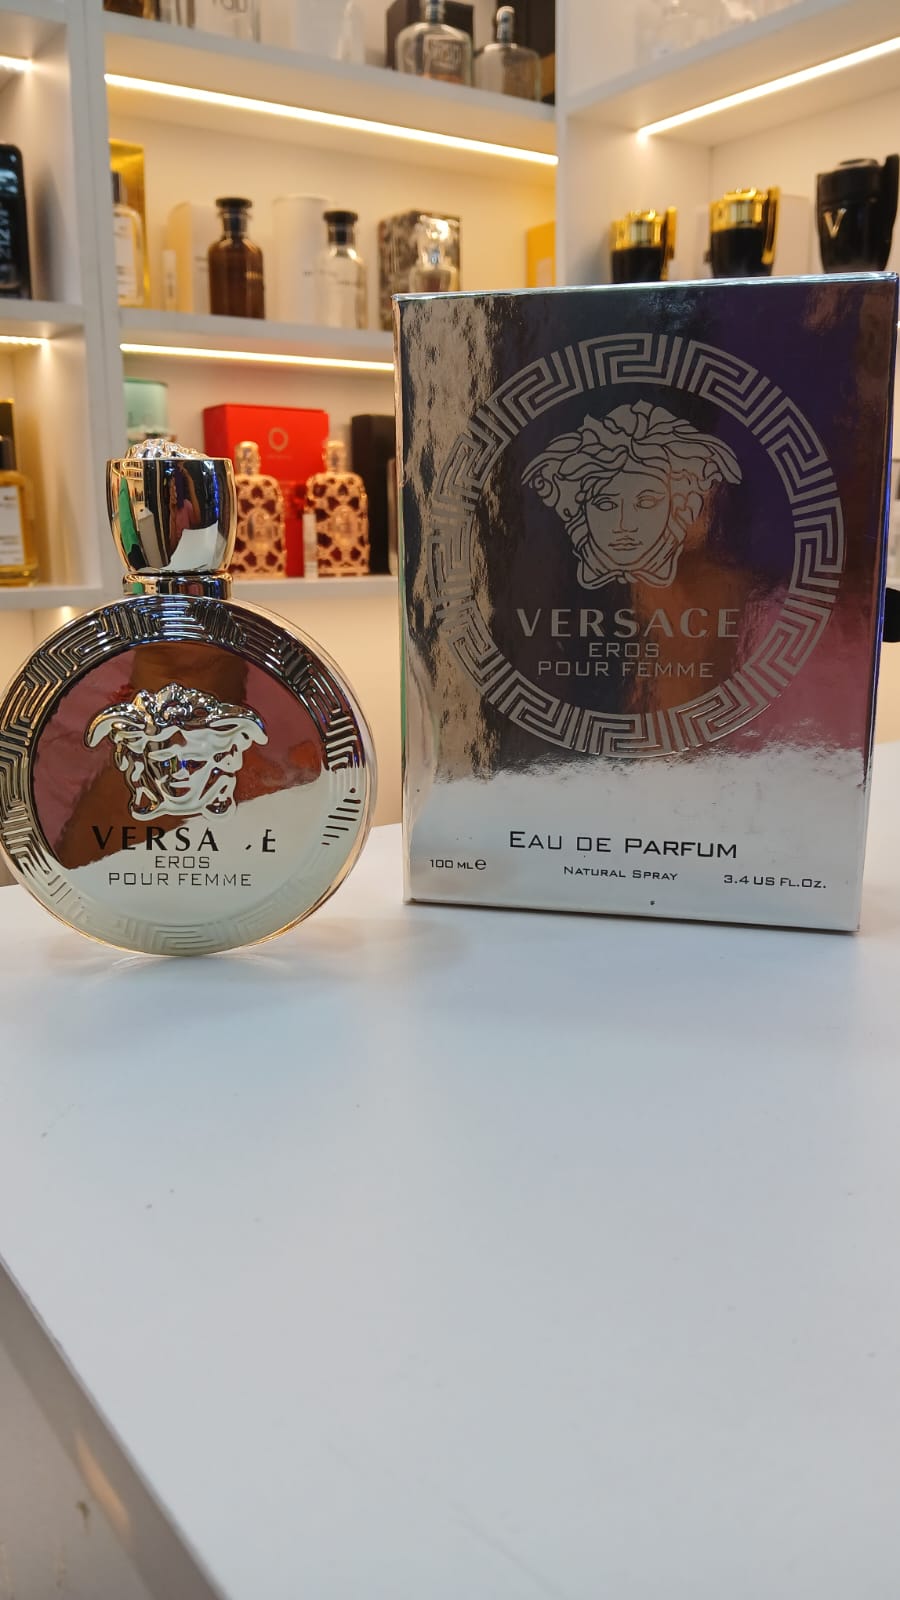 VERSACE
EROS
POUR FEMME
EAU DE PARFUM
100 ML e
NATURAL SPRAY
3.4 US FL.OZ.
VERSA E
EROS
POUR FEMME
V